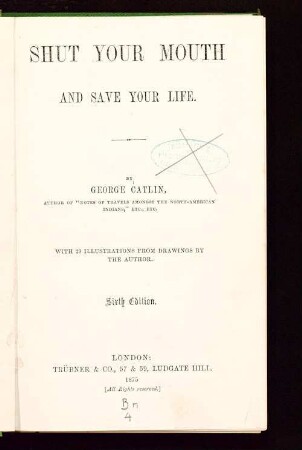 SHUT YOUR MOUTH
AND SAVE YOUR LIFE.
BY
GEORGE CATLIN,
AUTHOR OF "NOTES OF TRAVELS AMONGST THE NORTH-AMERICAN
INDIANS," ETC., ETC.
WITH 29 ILLUSTRATIONS FROM DRAWINGS BY
THE AUTHOR.
Sixth Edition.
LONDON:
TRÜBNER & CO., 57 & 59, LUDGATE HILL.
1875
[All Rights reserved.]
B m
4